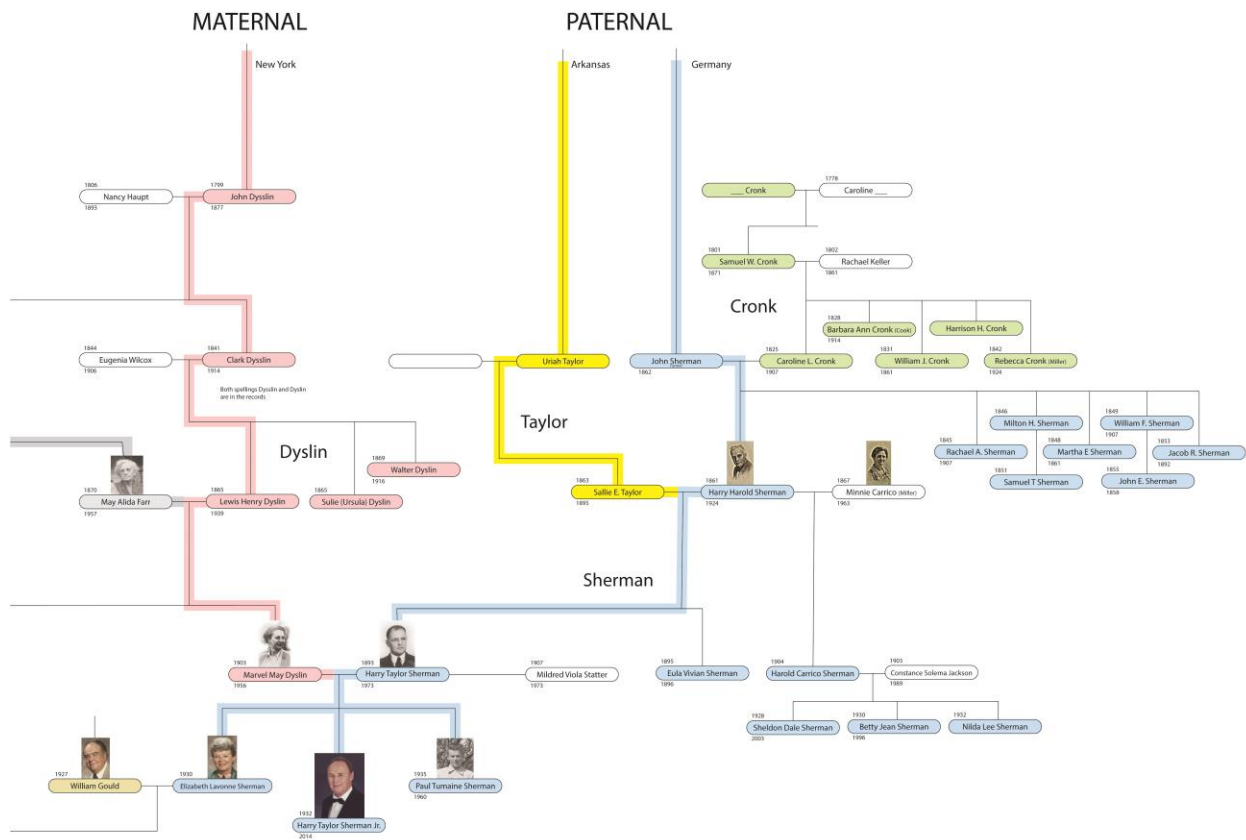 MATERNAL PATERNAL
New York
Arkansas
Germany
1806
Nancy Haupt
1893
1799
John Dysslin
1877
___ Cronk
1778
Caroline ___
1801
Samuel W. Cronk
1871
1802
Rachael Keller
1861
Cronk
1828
Barbara Ann Cronk (Cook)
1914
Harrison H. Cronk
1844
Eugenia Wilcox
1906
1841
Clark Dysslin
1914
Uriah Taylor
John Sherman
1862
1825
Caroline L. Cronk
1907
1831
William J. Cronk
1861
1842
Rebecca Cronk (Miller)
1924
Both spellings Dysslin and Dyslin
are in the records
Taylor
Dyslin
1869
Walter Dyslin
1916
1846
Milton H. Sherman
1849
William F. Sherman
1907
1845
Rachael A. Sherman
1907
1848
Martha E Sherman
1861
1853
Jacob R. Sherman
1892
1851
Samuel T Sherman
1855
John E. Sherman
1858
1870
May Alida Farr
1957
1865
Lewis Henry Dyslin
1939
1865
Sulie (Ursula) Dyslin
1863
Sallie E. Taylor
1895
1861
Harry Harold Sherman
1924
1867
Minnie Carrico (Miller)
1963
Sherman
1903
Marvel May Dyslin
1956
1893
Harry Taylor Sherman
1973
1907
Mildred Viola Statter
1973
1895
Eula Vivian Sherman
1896
1904
Harold Carrico Sherman
1903
Constance Solema Jackson
1989
1928
Sheldon Dale Sherman
2003
1930
Betty Jean Sherman
1996
1932
Nilda Lee Sherman
1927
William Gould
1930
Elizabeth Lavonne Sherman
1932
Harry Taylor Sherman Jr.
2014
1935
Paul Tumaine Sherman
1960